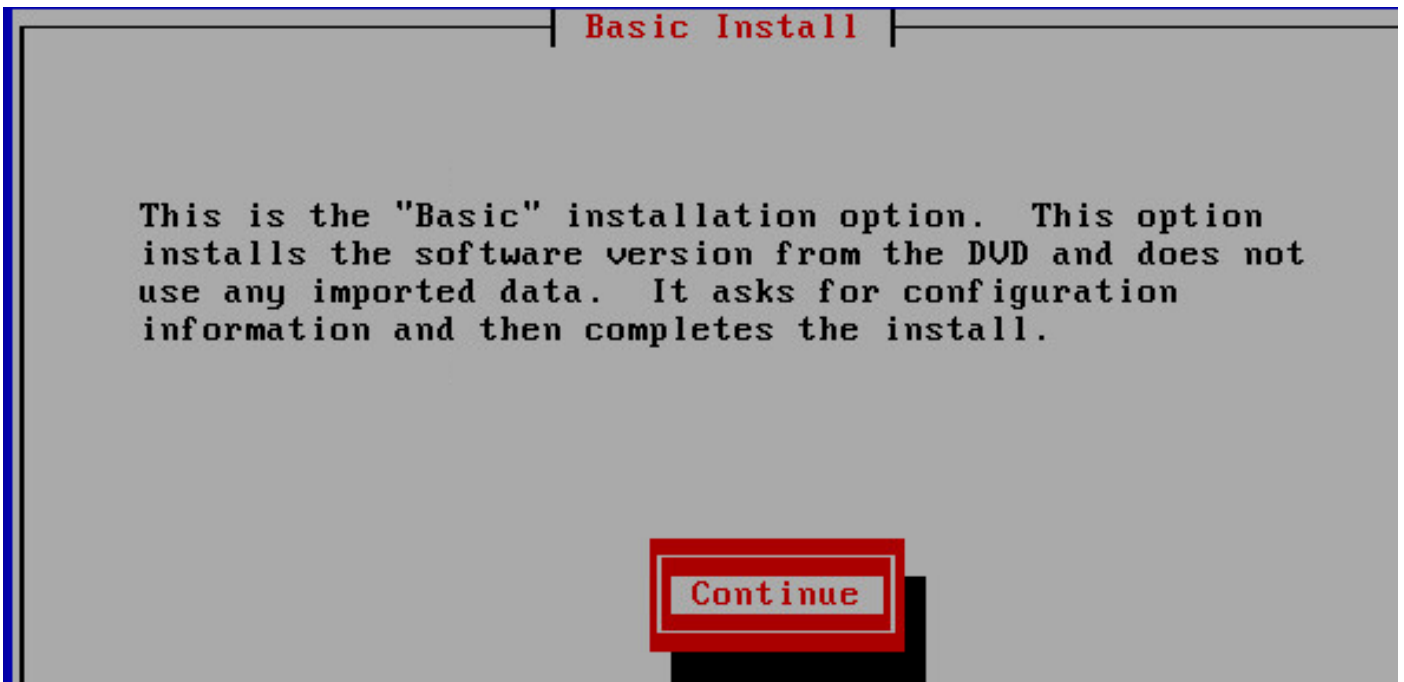 Basic Install
This is the "Basic" installation option.  This option
installs the software version from the DVD and does not
use any imported data.  It asks for configuration
information and then completes the install.
Continue